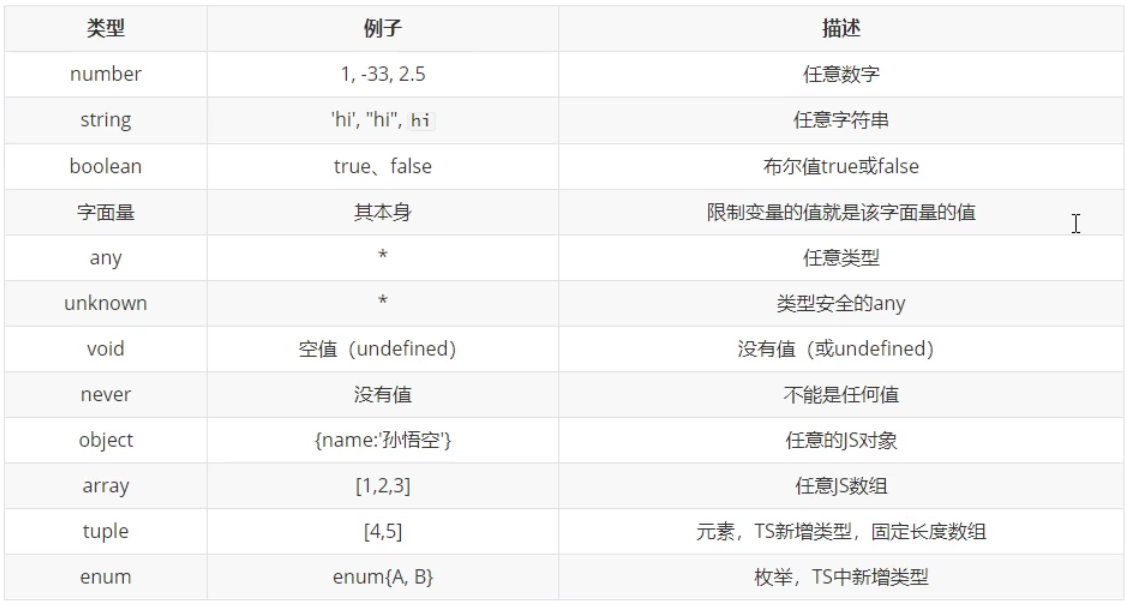 类型 例子 描述
number 1, -33, 2.5 任意数字
string 'hi', "hi", hi 任意字符串
boolean true、false 布尔值true或false
字面量 其本身 限制变量的值就是该字面量的值
any * 任意类型
unknown * 类型安全的any
void 空值（undefined） 没有值（或undefined）
never 没有值 不能是任何值
object {name:'孙悟空'} 任意的JS对象
array [1,2,3] 任意JS数组
tuple [4,5] 元素，TS新增类型，固定长度数组
enum enum{A, B} 枚举，TS中新增类型